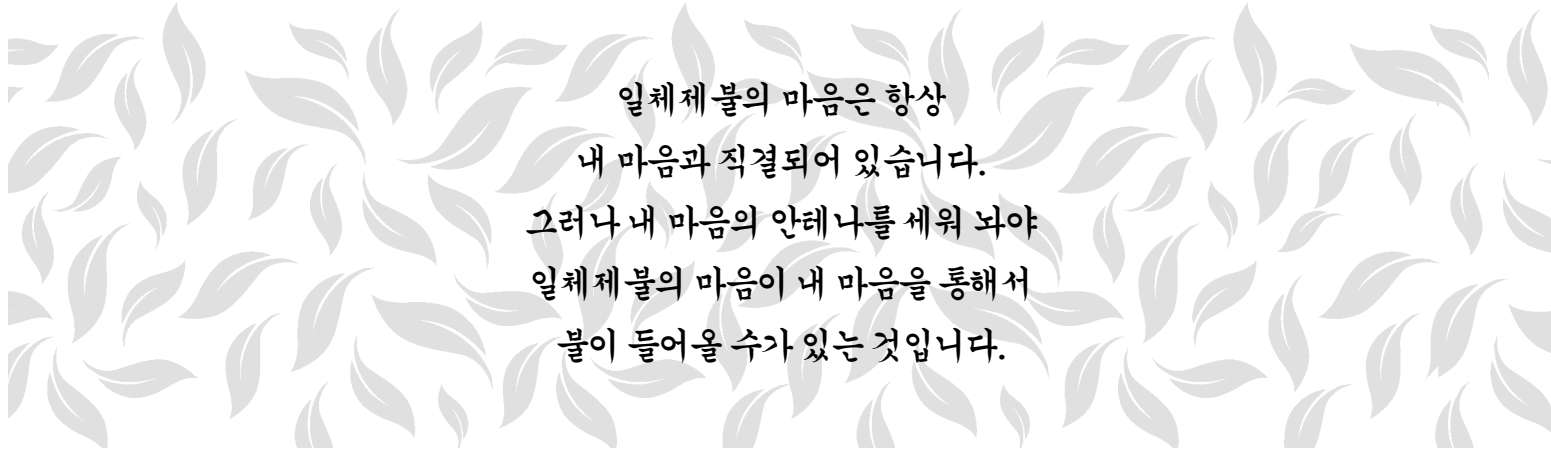 일체제불의 마음은 항상
내 마음과 직결되어 있습니다.
그러나 내 마음의 안테나를 세워 놔야
일체제불의 마음이 내 마음을 통해서
불이 들어올 수가 있는 것입니다.